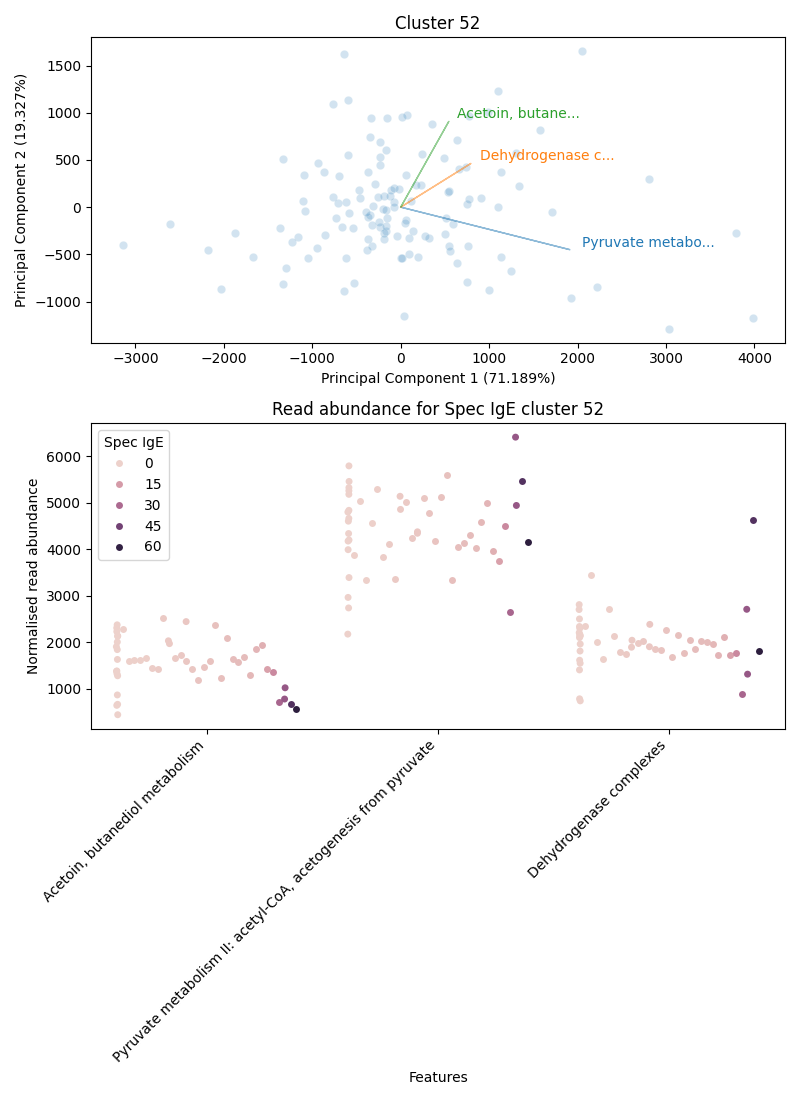 Cluster 52
1500
1000
500
0
−500
−1000
Principal Component 2 (19.327%)
Acetoin, butane...
Dehydrogenase c...
Pyruvate metabo...
−3000 −2000 −1000 0 1000 2000 3000 4000
Principal Component 1 (71.189%)
Read abundance for Spec IgE cluster 52
6000
5000
4000
3000
2000
1000
Normalised read abundance
Spec IgE
0
15
30
45
60
Acetoin, butanediol metabolism
Pyruvate metabolism II: acetyl-CoA, acetogenesis from pyruvate
Dehydrogenase complexes
Features